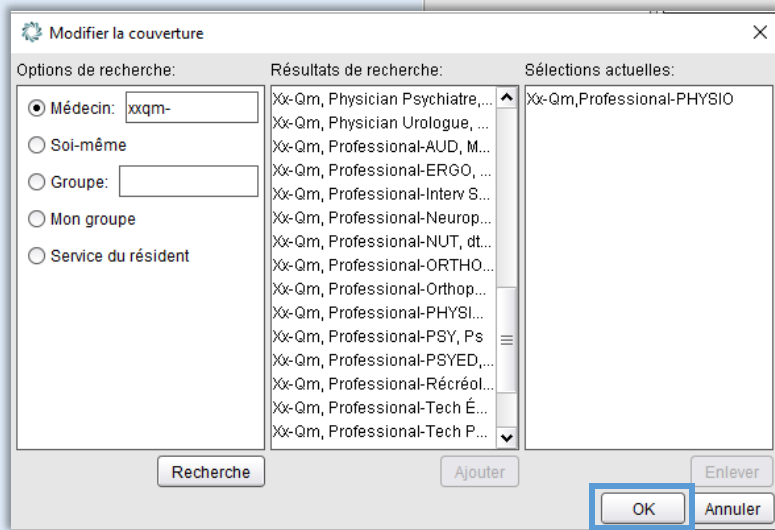 Modifier la couverture
Options de recherche:
Médecin: xxqm-
Soi-même
Groupe:
Mon groupe
Service du résident
Recherche
Résultats de recherche:
Xx-Qm, Physician Psychiatre,...
Xx-Qm, Physician Urologue, ...
Xx-Qm, Professional-AUD, M...
Xx-Qm, Professional-ERGO, ...
Xx-Qm, Professional-Interv S...
Xx-Qm, Professional-Neurop...
Xx-Qm, Professional-NUT, dt...
Xx-Qm, Professional-ORTHO...
Xx-Qm, Professional-Orthop...
Xx-Qm, Professional-PHYSI...
Xx-Qm, Professional-PSY, Ps
Xx-Qm, Professional-PSYED,...
Xx-Qm, Professional-Récréol...
Xx-Qm, Professional-Tech É...
Xx-Qm, Professional-Tech P...
Ajouter
Sélections actuelles:
Xx-Qm,Professional-PHYSIO
Enlever
OK
Annuler